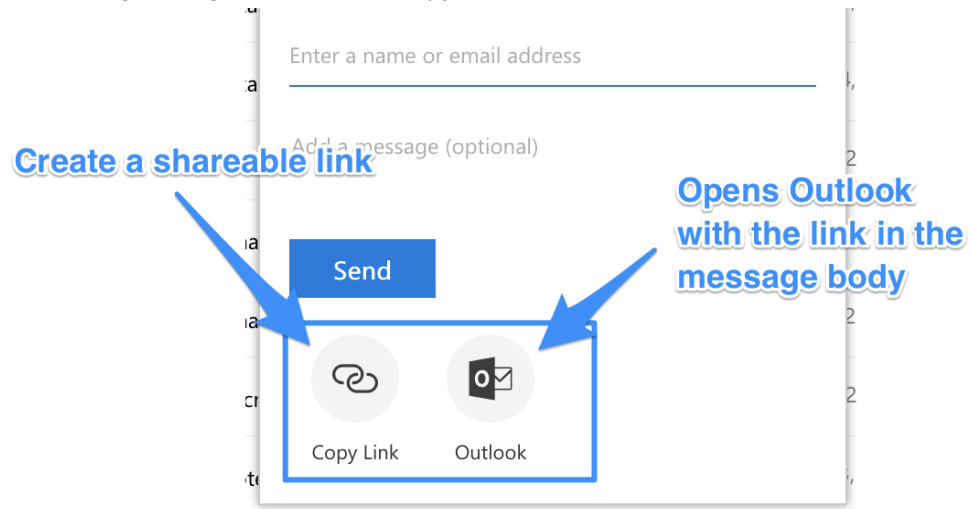 Enter a name or email address
Add a message (optional)
Create a shareable link
Opens Outlook
with the link in the
message body
Send
Copy Link
Outlook